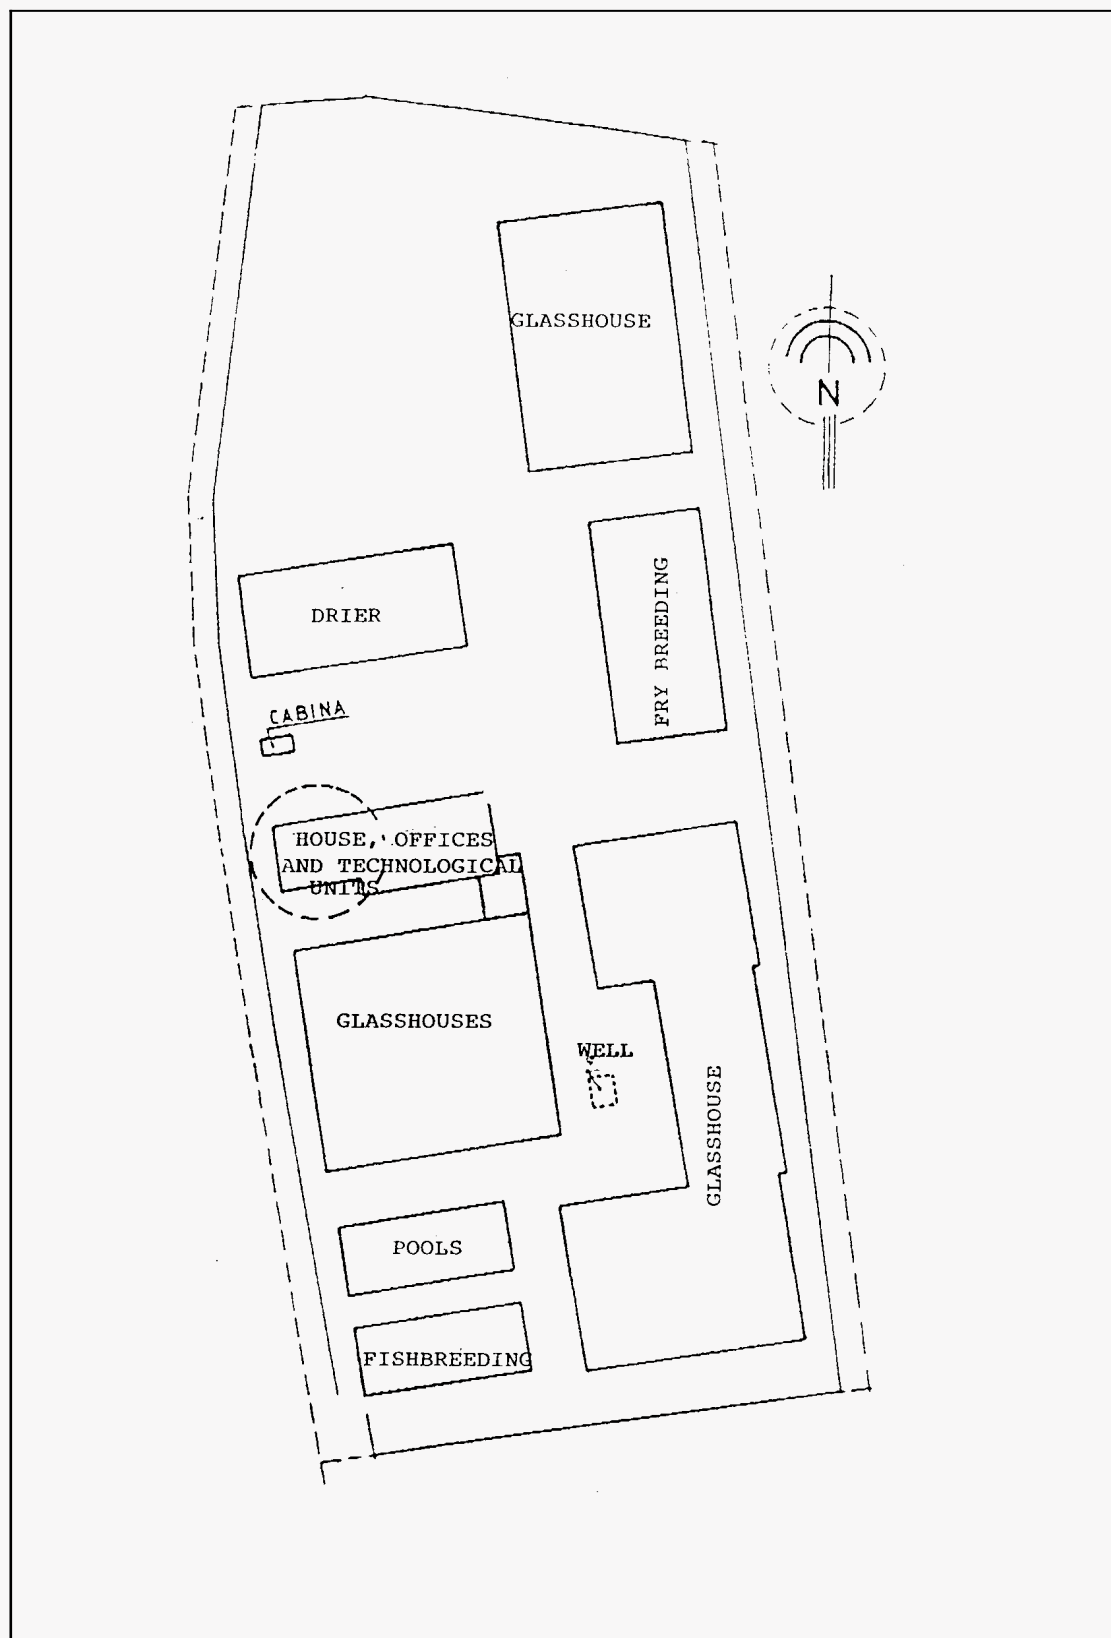 GLASSHOUSE
N
FRY BREEDING
DRIER
CABINA
HOUSE, OFFICES
AND TECHNOLOGICAL
UNITS
GLASSHOUSES
WELL
GLASSHOUSE
POOLS
FISHBREEDING